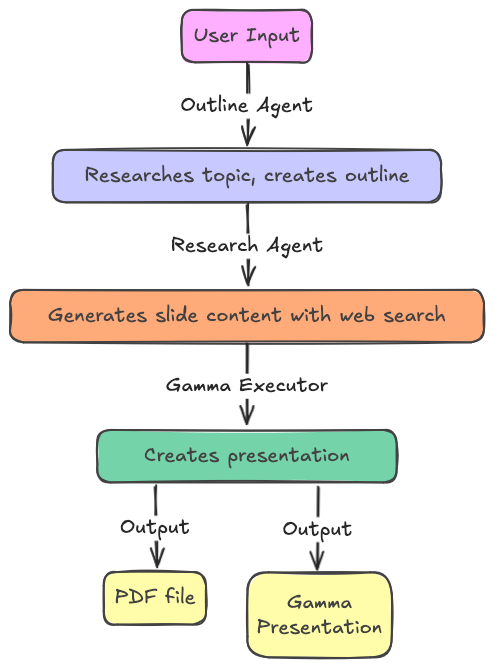 User Input
Outline Agent
Researches topic, creates outline
Research Agent
Generates slide content with web search
Gamma Executor
Creates presentation
Output
Output
PDF file
Gamma
Presentation